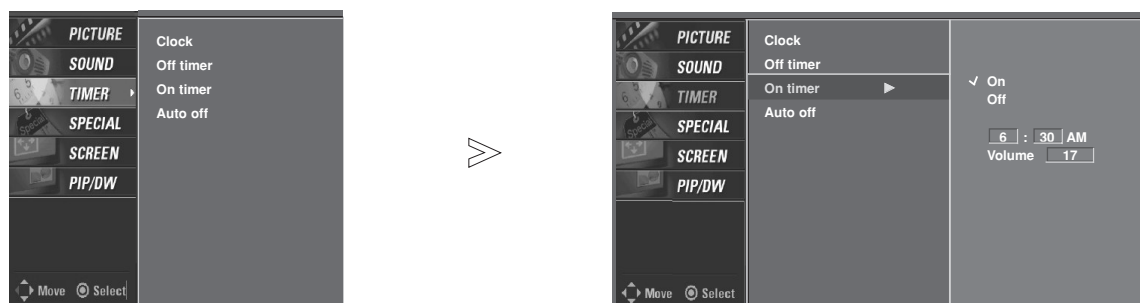 PICTURE
SOUND
TIMER
SPECIAL
SCREEN
PIP/DW
Move Select
Clock
Off timer
On timer
Auto off
PICTURE
SOUND
TIMER
SPECIAL
SCREEN
PIP/DW
Move Select
Clock
Off timer
On timer
Auto off
On
Off
6 : 30 AM
Volume 17